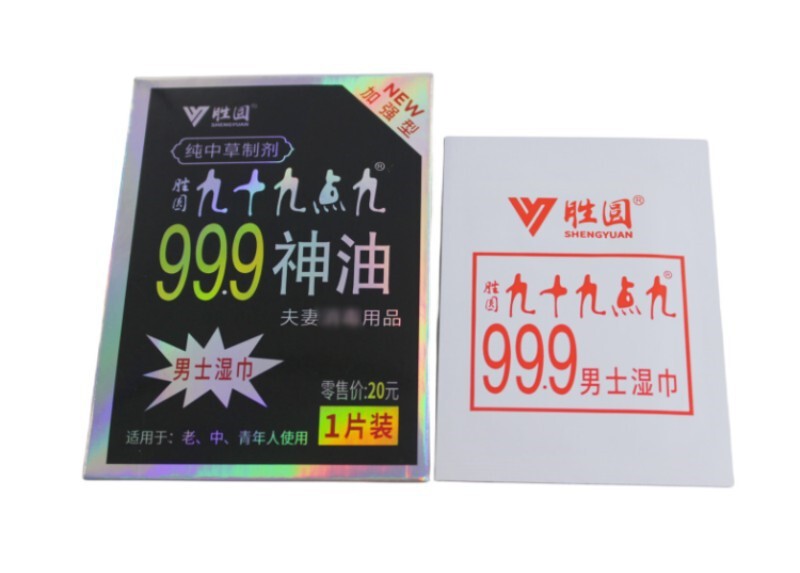 NEW
加强型
胜圆®
SHENGYUAN
纯中草制剂
胜圆 九十九点九®
99.9神油
夫妻 用品
男士湿巾
零售价:20元
1片装
适用于：老、中、青年人使用
胜圆®
SHENGYUAN
胜圆 九十九点九®
99.9男士湿巾